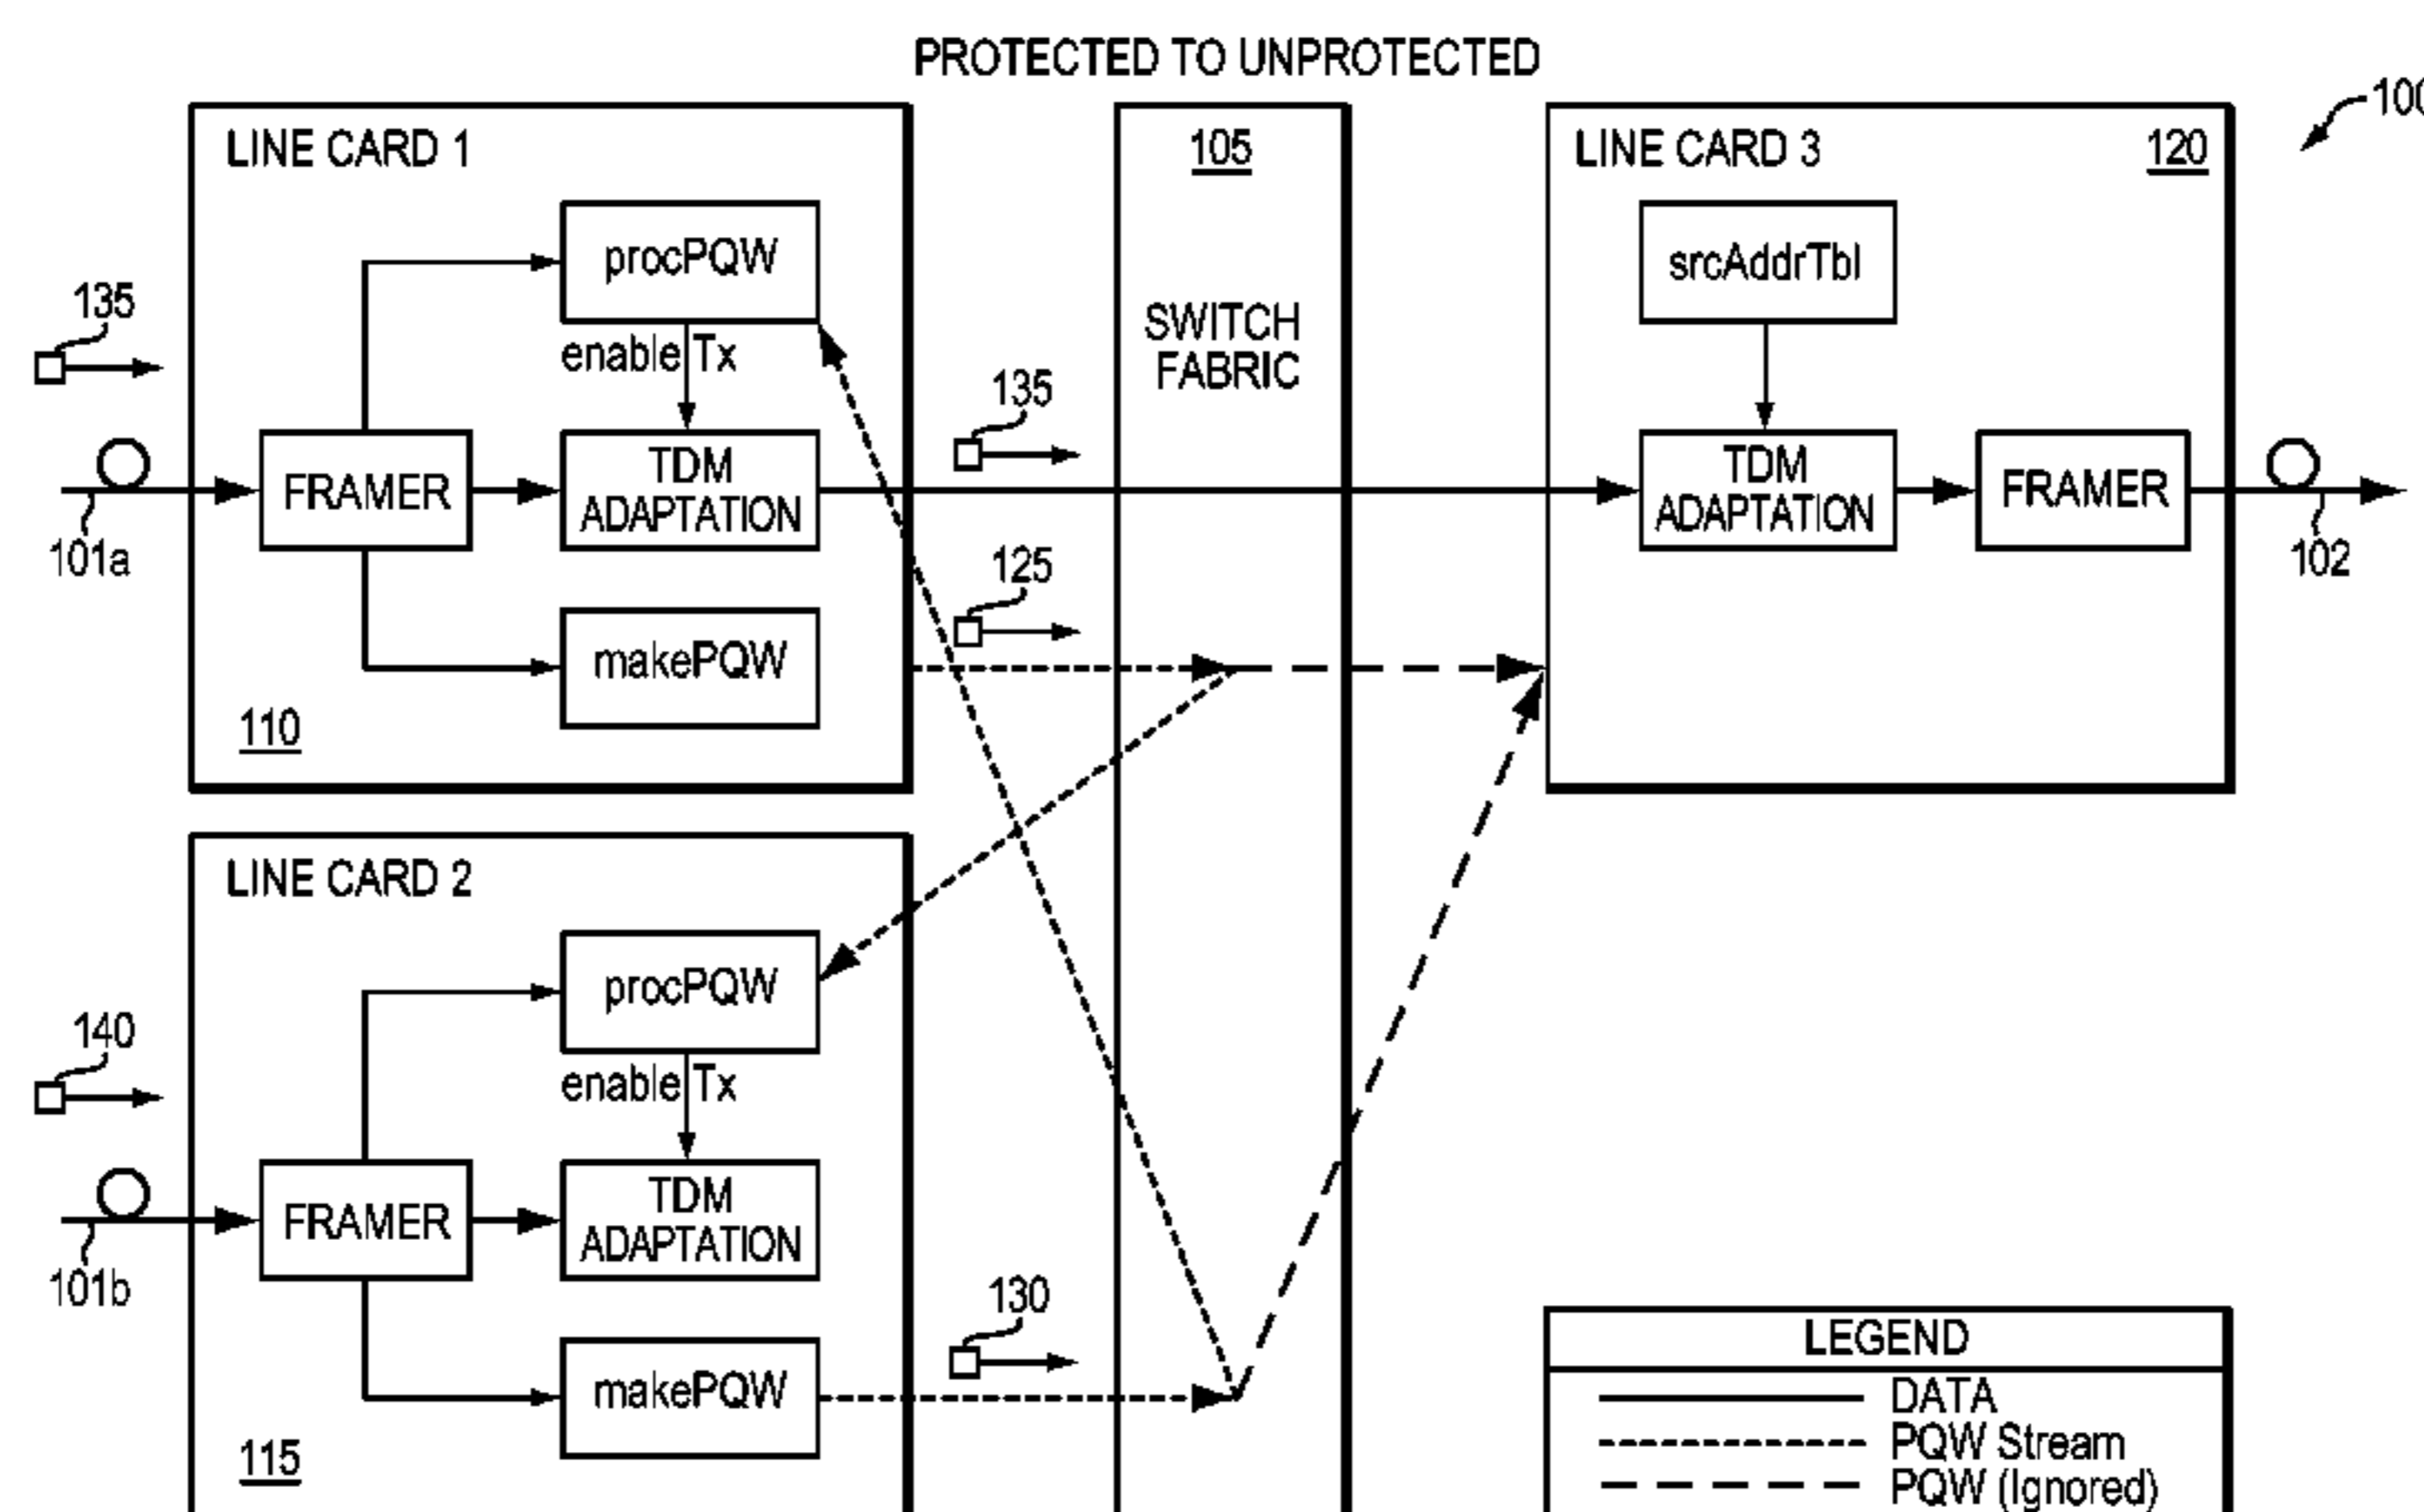 PROTECTED TO UNPROTECTED
100
LINE CARD 1
procPQW
enable Tx
135
FRAMER
TDM
ADAPTATION
101a
makePQW
110
135
125
105
SWITCH
FABRIC
LINE CARD 3
120
srcAddrTbl
TDM
ADAPTATION
FRAMER
102
LINE CARD 2
procPQW
enable Tx
140
FRAMER
TDM
ADAPTATION
101b
makePQW
115
130
LEGEND
DATA
PQW Stream
PQW (Ignored)